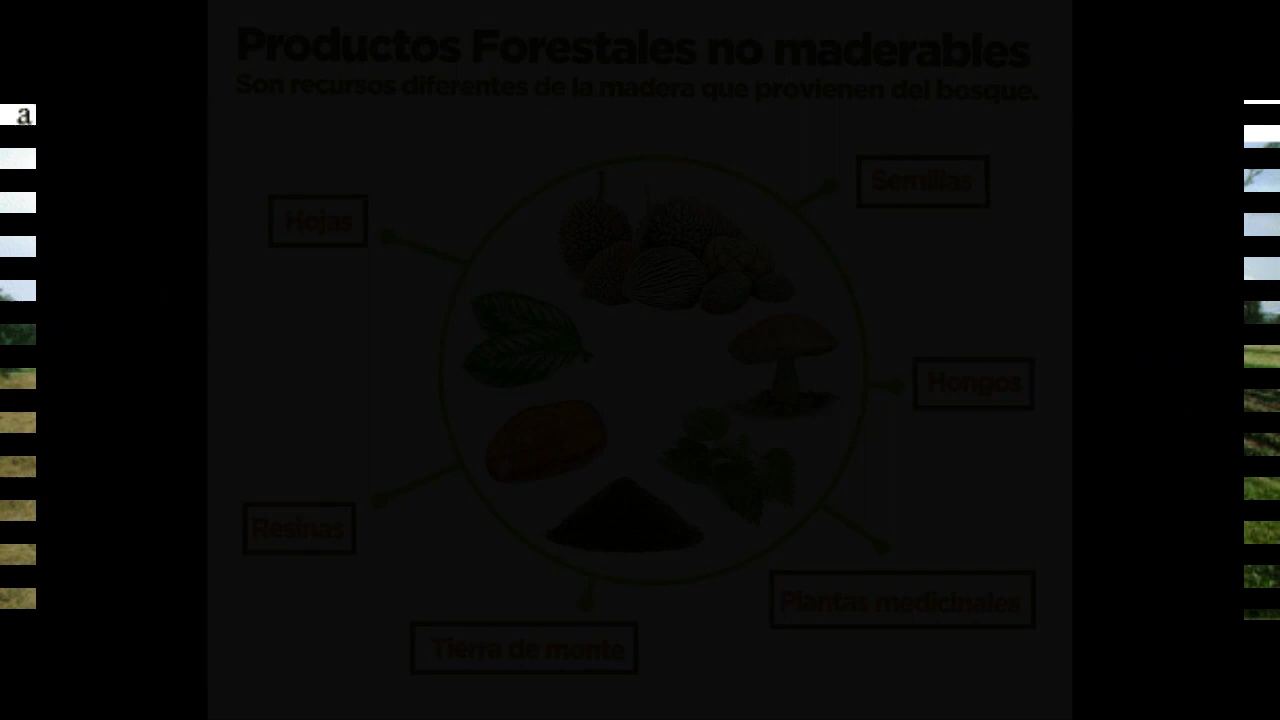 Productos Forestales no maderables
Son recursos diferentes de la madera que provienen del bosque.
a
Semillas
Hojas
Hongos
Resinas
Plantas medicinales
Tierra de monte